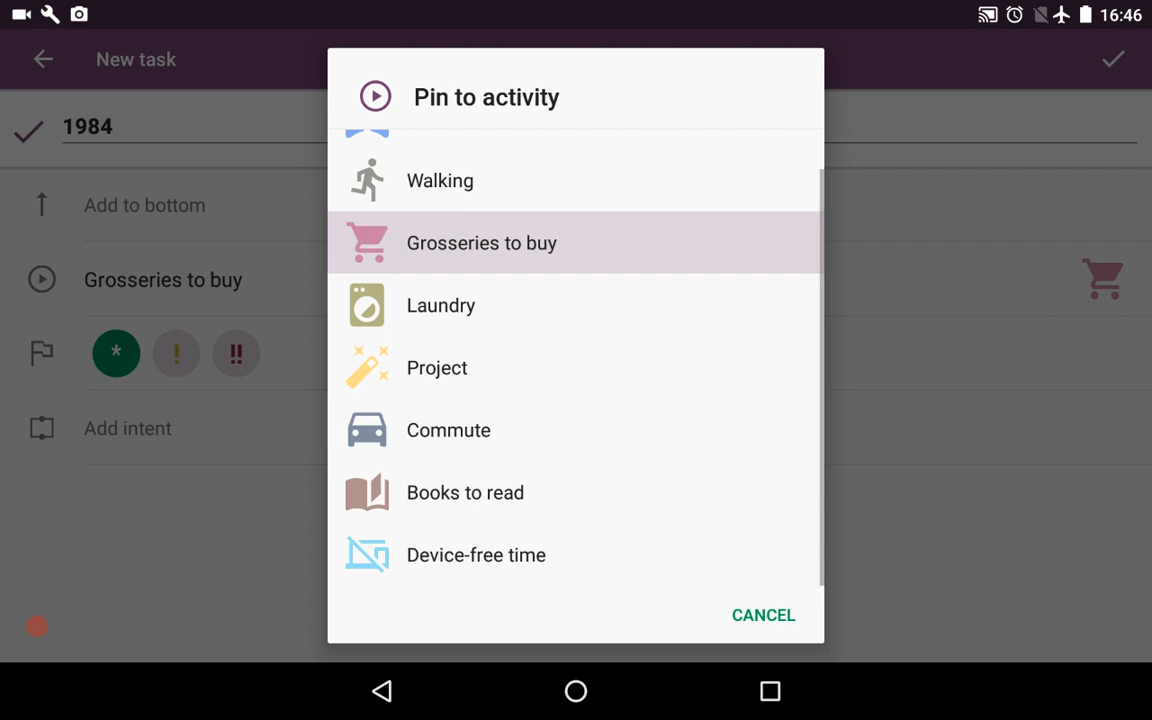 16:46
New task
1984
Add to bottom
Grosseries to buy
* ! !!
Add intent
Pin to activity
Walking
Grosseries to buy
Laundry
Project
Commute
Books to read
Device-free time
CANCEL